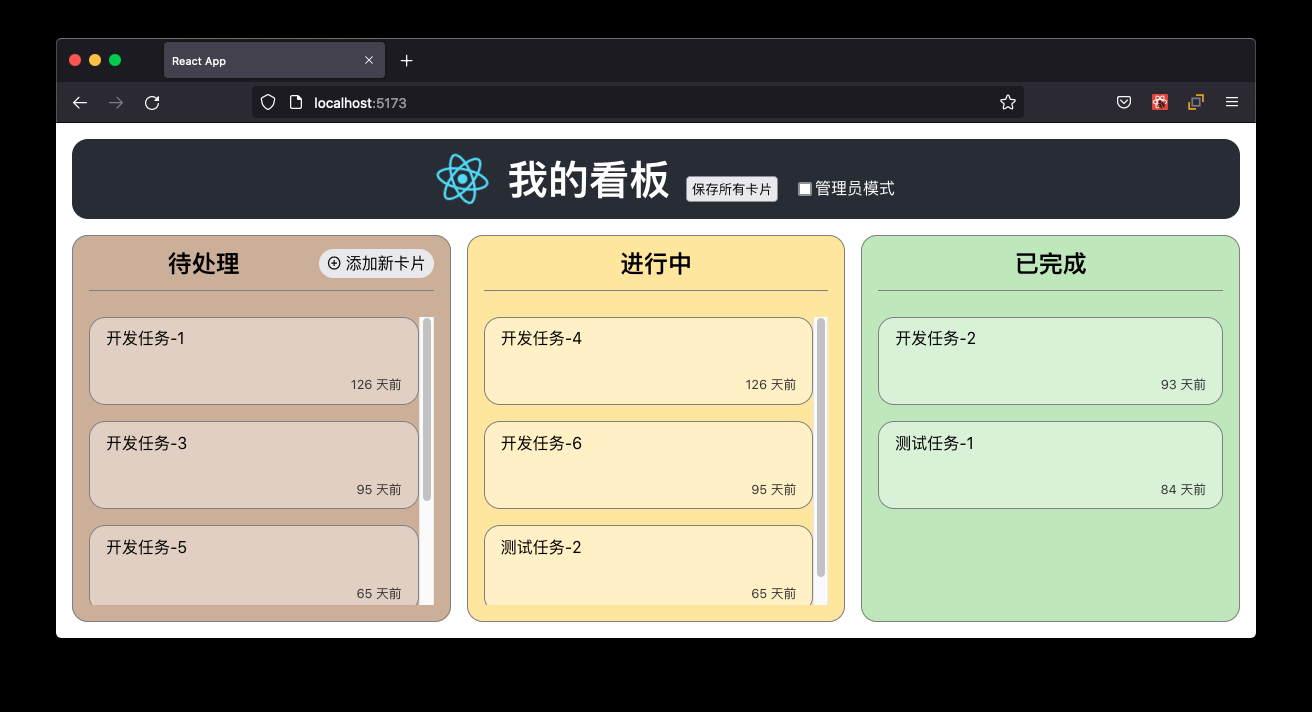 React App
localhost:5173
我的看板
保存所有卡片
管理员模式
待处理
添加新卡片
开发任务-1
126 天前
开发任务-3
95 天前
开发任务-5
65 天前
进行中
开发任务-4
126 天前
开发任务-6
95 天前
测试任务-2
65 天前
已完成
开发任务-2
93 天前
测试任务-1
84 天前